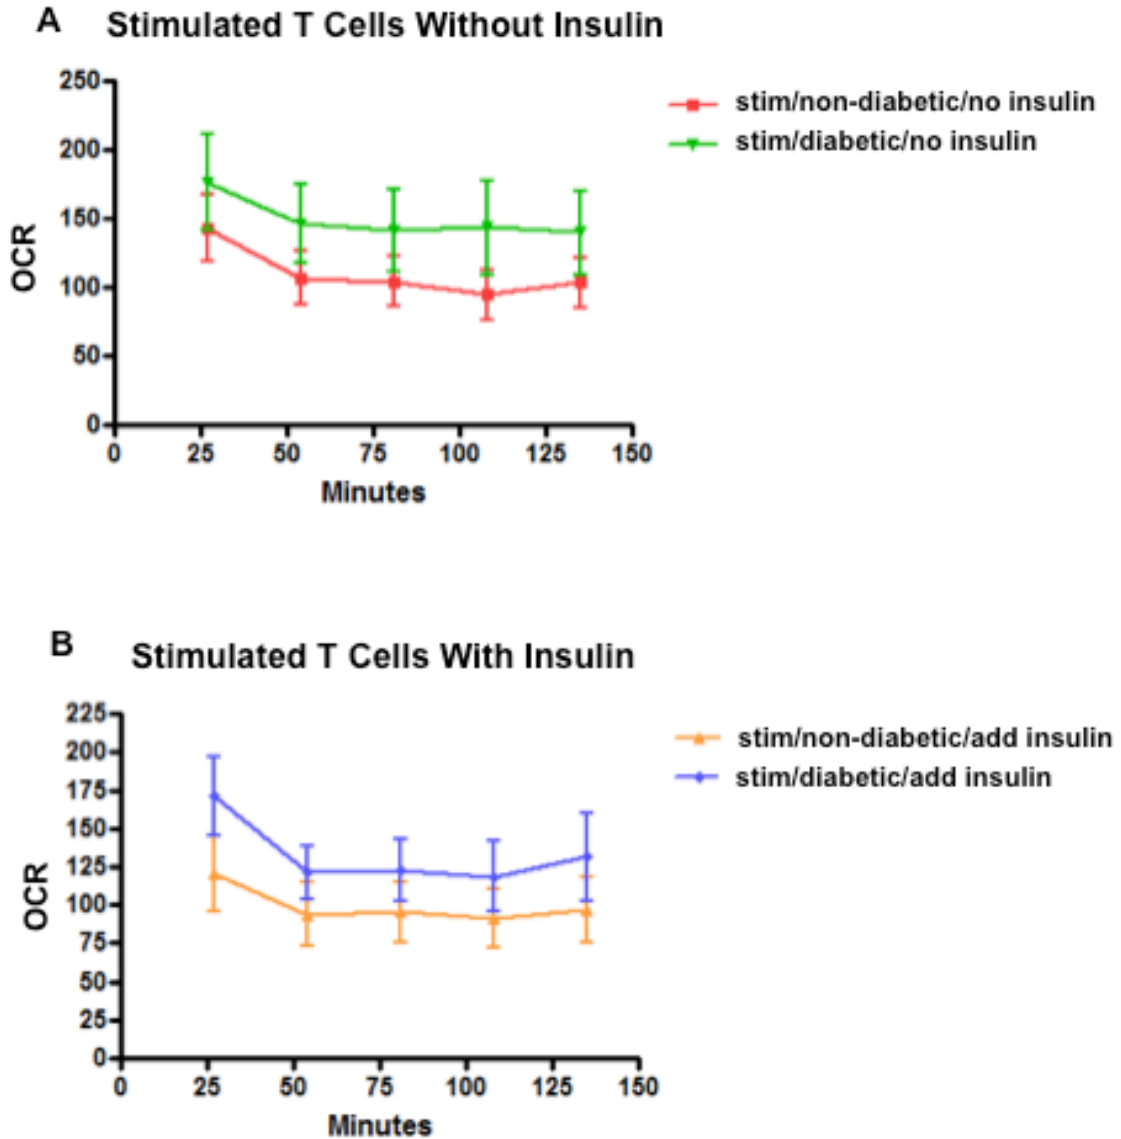 A
Stimulated T Cells Without Insulin
250
200
150
100
50
0
OCR
0 25 50 75 100 125 150
Minutes
stim/non-diabetic/no insulin
stim/diabetic/no insulin
B
Stimulated T Cells With Insulin
225
200
175
150
125
100
75
50
25
0
OCR
0 25 50 75 100 125 150
Minutes
stim/non-diabetic/add insulin
stim/diabetic/add insulin